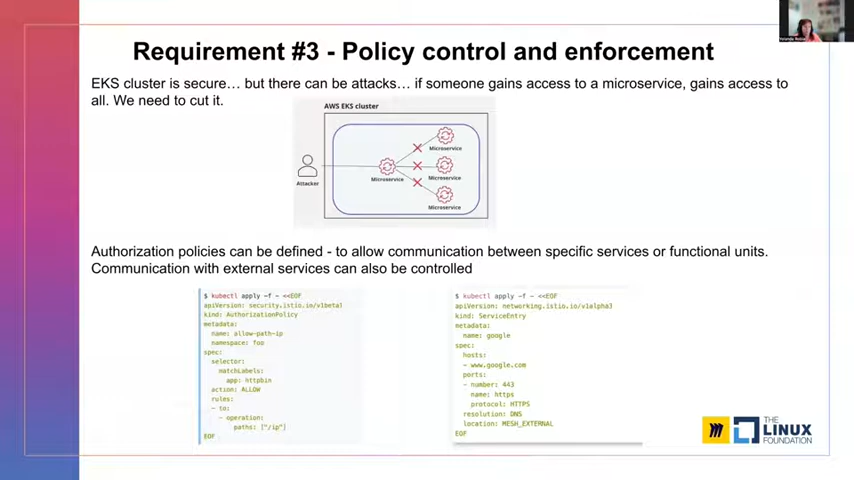 Requirement #3 - Policy control and enforcement
EKS cluster is secure… but there can be attacks… if someone gains access to a microservice, gains access to
all. We need to cut it.
AWS EKS cluster
Microservice
Microservice
Microservice
Microservice
Attacker
Authorization policies can be defined - to allow communication between specific services or functional units.
Communication with external services can also be controlled
$ kubectl apply -f - <<EOF
apiVersion: security.istio.io/v1beta1
kind: AuthorizationPolicy
metadata:
  name: allow-path-ip
  namespace: foo
spec:
  selector:
    matchLabels:
      app: httpbin
  action: ALLOW
  rules:
  - to:
    - operation:
        paths: ["/ip"]
EOF
$ kubectl apply -f - <<EOF
apiVersion: networking.istio.io/v1alpha3
kind: ServiceEntry
metadata:
  name: google
spec:
  hosts:
  - www.google.com
  ports:
  - number: 443
    name: https
    protocol: HTTPS
  resolution: DNS
  location: MESH_EXTERNAL
EOF
THE
LINUX
FOUNDATION